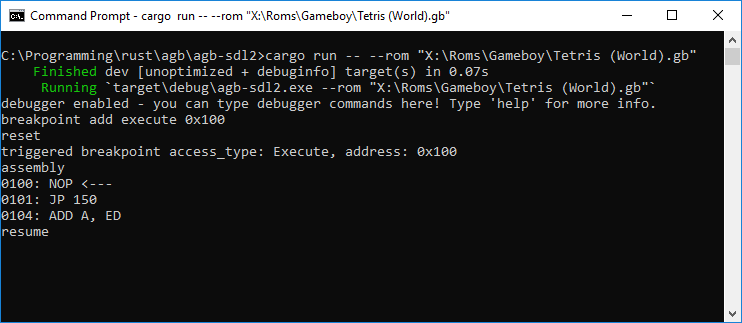 Command Prompt - cargo  run -- --rom "X:\Roms\Gameboy\Tetris (World).gb"
C:\Programming\rust\agb\agb-sdl2>cargo run -- --rom "X:\Roms\Gameboy\Tetris (World).gb"
    Finished dev [unoptimized + debuginfo] target(s) in 0.07s
     Running `target\debug\agb-sdl2.exe --rom "X:\Roms\Gameboy\Tetris (World).gb"`
debugger enabled - you can type debugger commands here! Type 'help' for more info.
breakpoint add execute 0x100
reset
triggered breakpoint access_type: Execute, address: 0x100
assembly
0100: NOP <---
0101: JP 150
0104: ADD A, ED
resume